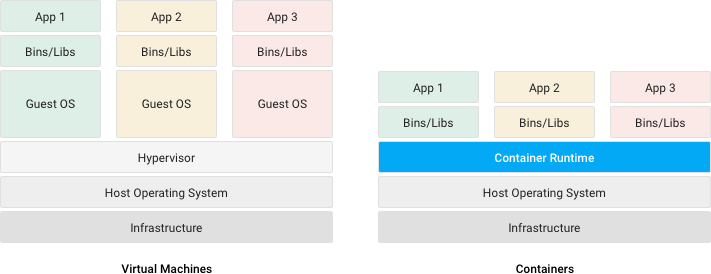 App 1
App 2
App 3
Bins/Libs
Bins/Libs
Bins/Libs
Guest OS
Guest OS
Guest OS
Hypervisor
Host Operating System
Infrastructure
Virtual Machines
App 1
App 2
App 3
Bins/Libs
Bins/Libs
Bins/Libs
Container Runtime
Host Operating System
Infrastructure
Containers